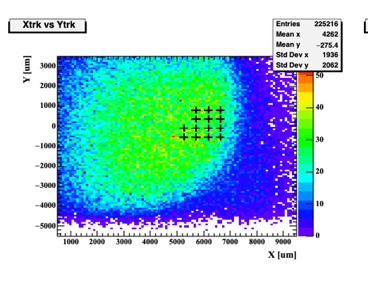 Xtrk vs Ytrk
Entries 225216
Mean x 4262
Mean y −275.4
Std Dev x 1936
Std Dev y 2062
Y [um]
3000
2000
1000
0
−1000
−2000
−3000
−4000
−5000
1000 2000 3000 4000 5000 6000 7000 8000 9000
X [um]
50
40
30
20
10
0